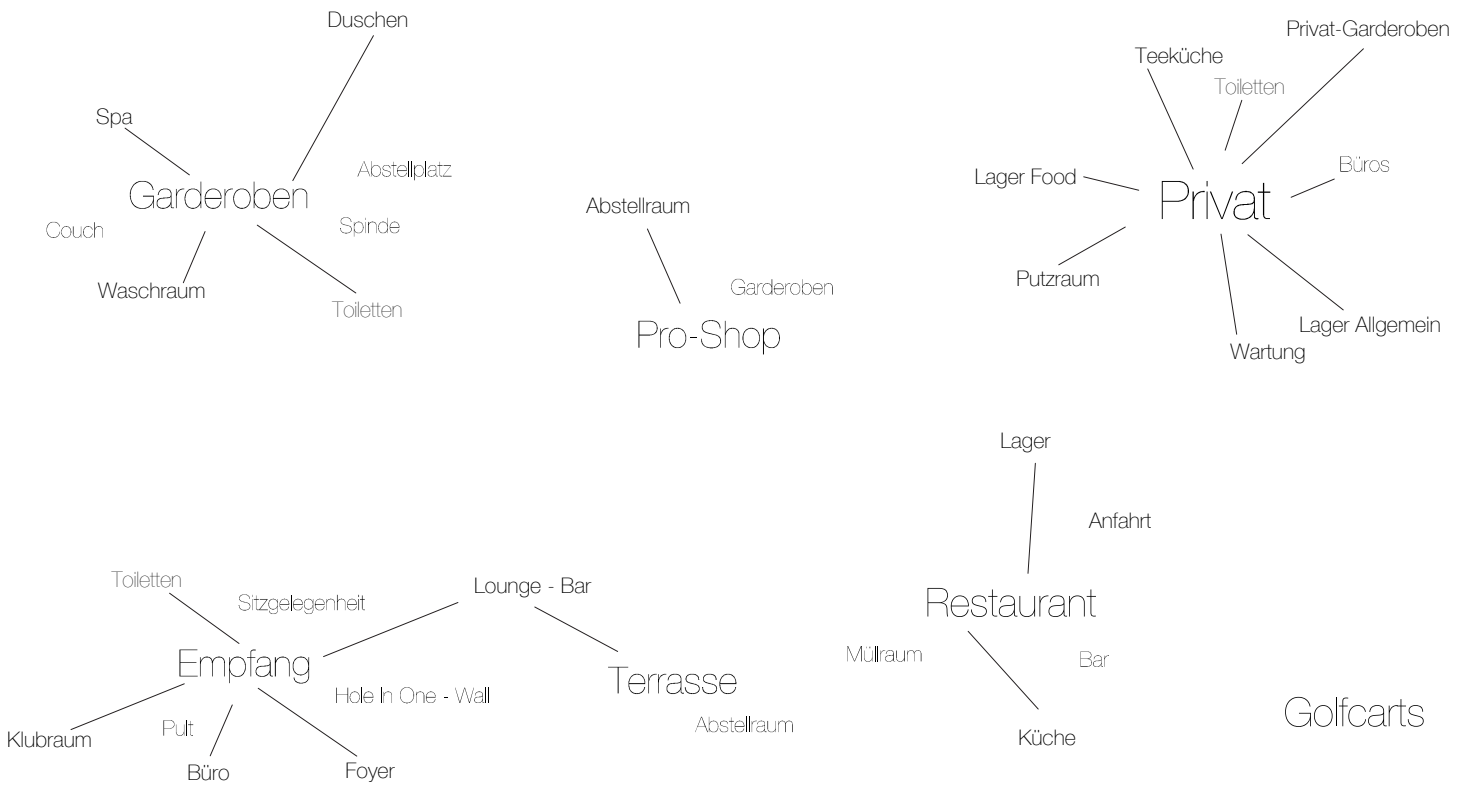 Duschen
Spa
Abstellplatz
Garderoben
Couch
Spinde
Waschraum
Toiletten
Abstellraum
Garderoben
Pro-Shop
Privat-Garderoben
Teeküche
Toiletten
Büros
Lager Food
Privat
Putzraum
Lager Allgemein
Wartung
Toiletten
Sitzgelegenheit
Lounge - Bar
Empfang
Terrasse
Hole In One - Wall
Abstellraum
Klubraum
Pult
Büro
Foyer
Lager
Anfahrt
Restaurant
Müllraum
Bar
Küche
Golfcarts